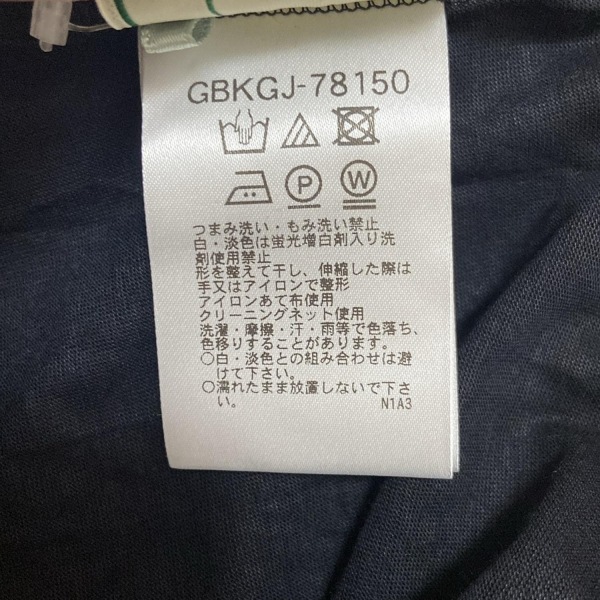 GBKGJ-78150
P
W
つまみ洗い・もみ洗い禁止
白・淡色は蛍光増白剤入り洗
剤使用禁止
形を整えて干し、伸縮した際は
手又はアイロンで整形
アイロンあて布使用
クリーニングネット使用
洗濯・摩擦・汗・雨等で色落ち、
色移りすることがあります。
○白・淡色との組み合わせは避
けて下さい。
○濡れたまま放置しないで下さ
い。 N1A3